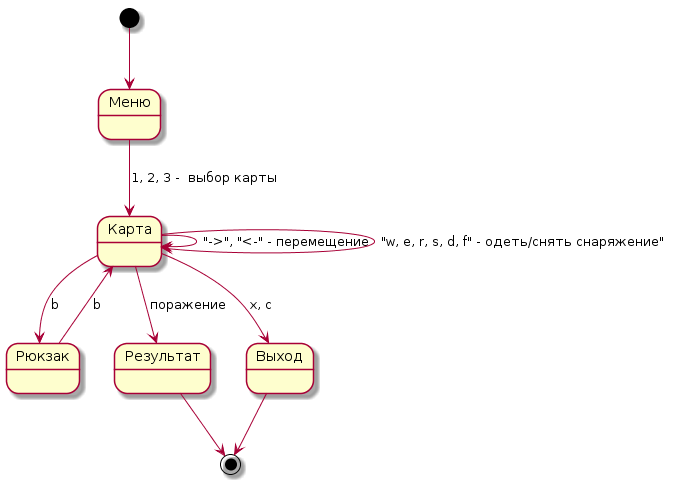 Меню
1, 2, 3 -  выбор карты
Карта
"->", "<-" - перемещение
"w, e, r, s, d, f" - одеть/снять снаряжение"
b
b
поражение
x, c
Рюкзак
Результат
Выход